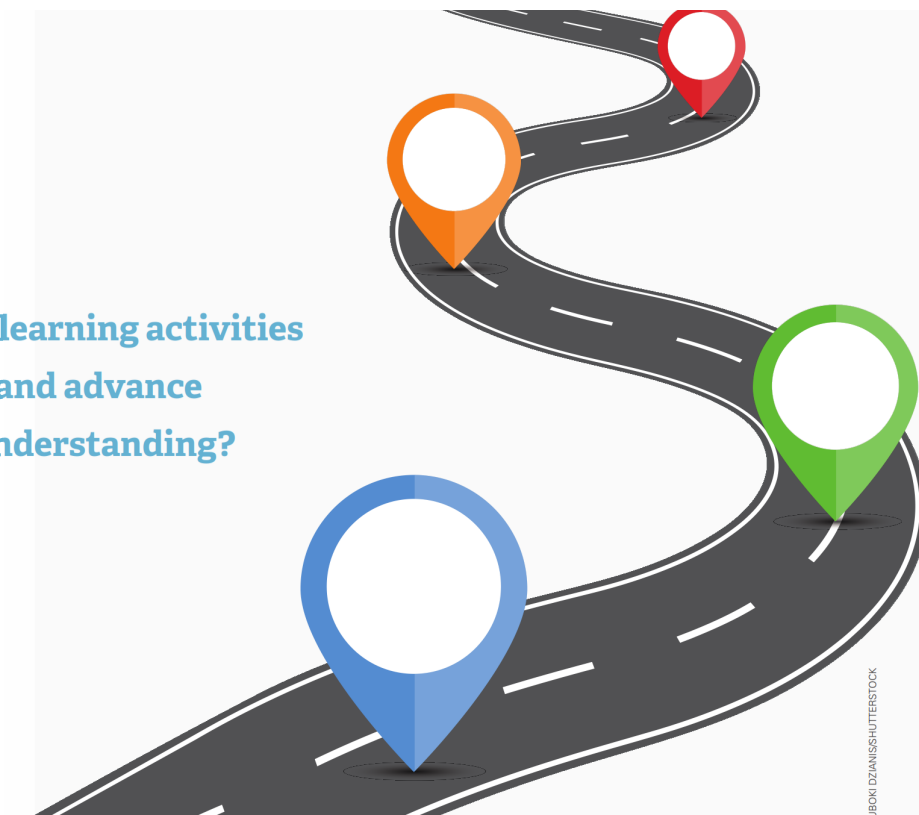 learning activities
and advance
nderstanding?
UBOKI DZIANIS/SHUTTERSTOCK